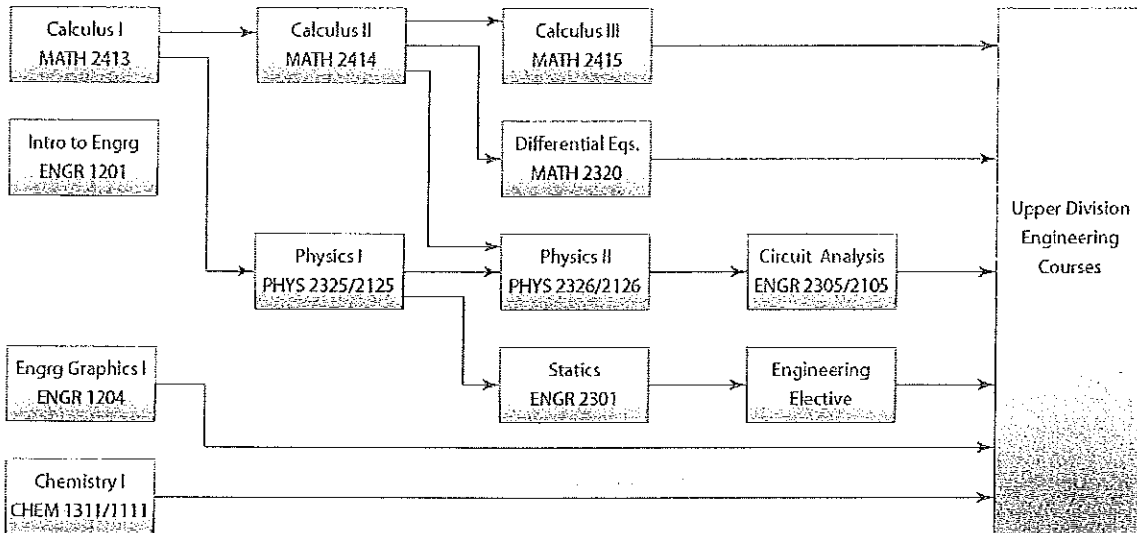 Calculus I
MATH 2413
Calculus II
MATH 2414
Calculus III
MATH 2415
Intro to Engrg
ENGR 1201
Differential Eqs.
MATH 2320
Upper Division
Engineering
Courses
Physics I
PHYS 2325/2125
Physics II
PHYS 2326/2126
Circuit Analysis
ENGR 2305/2105
Engrg Graphics I
ENGR 1204
Statics
ENGR 2301
Engineering
Elective
Chemistry I
CHEM 1311/1111